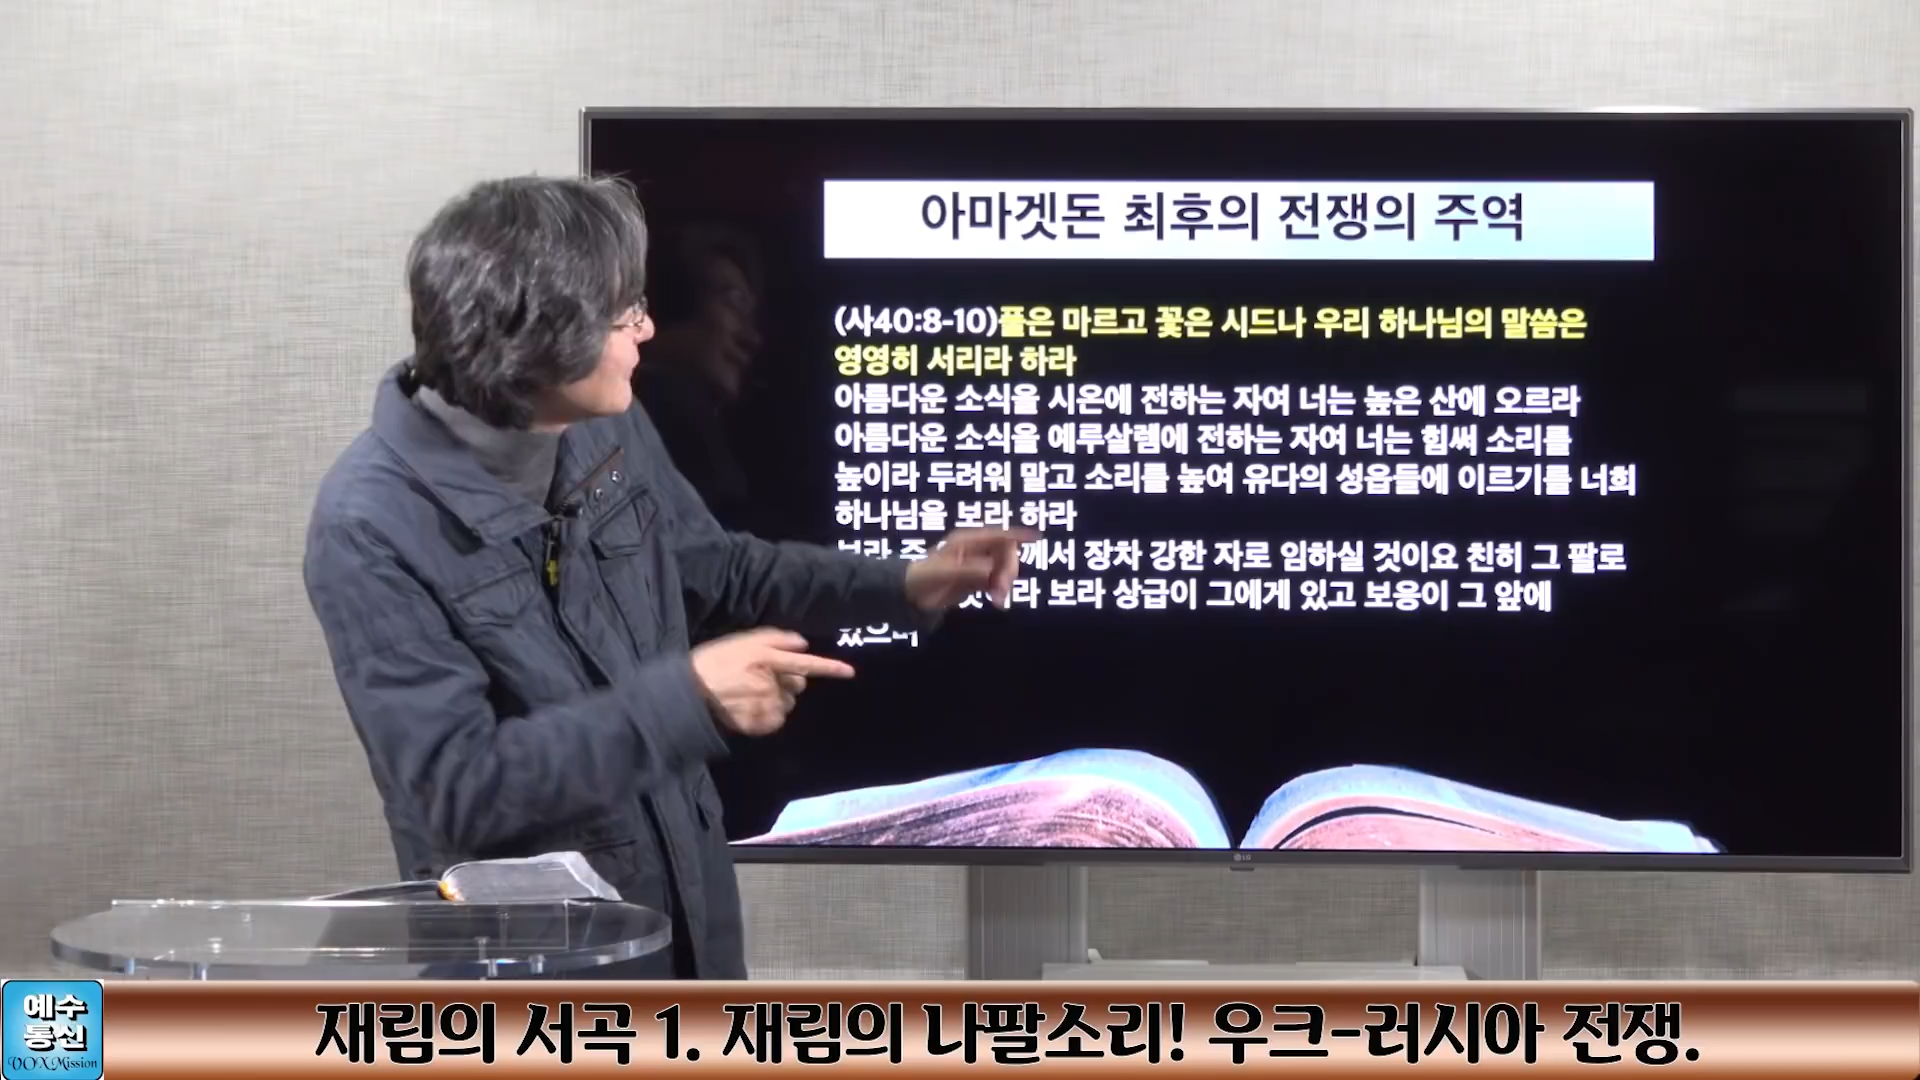 아마겟돈 최후의 전쟁의 주역
(사40:8-10)풀은 마르고 꽃은 시드나 우리 하나님의 말씀은
영영히 서리라 하라
아름다운 소식을 시온에 전하는 자여 너는 높은 산에 오르라
아름다운 소식을 예루살렘에 전하는 자여 너는 힘써 소리를
높이라 두려워 말고 소리를 높여 유다의 성읍들에 이르기를 너희
하나님을 보라 하라
보라 주 장차 강한 자로 임하실 것이요 친히 그 팔로
보라 상급이 그에게 있고 보응이 그 앞에
LG
예수
통신
VOX Mission
재림의 서곡 1. 재림의 나팔소리! 우크-러시아 전쟁.